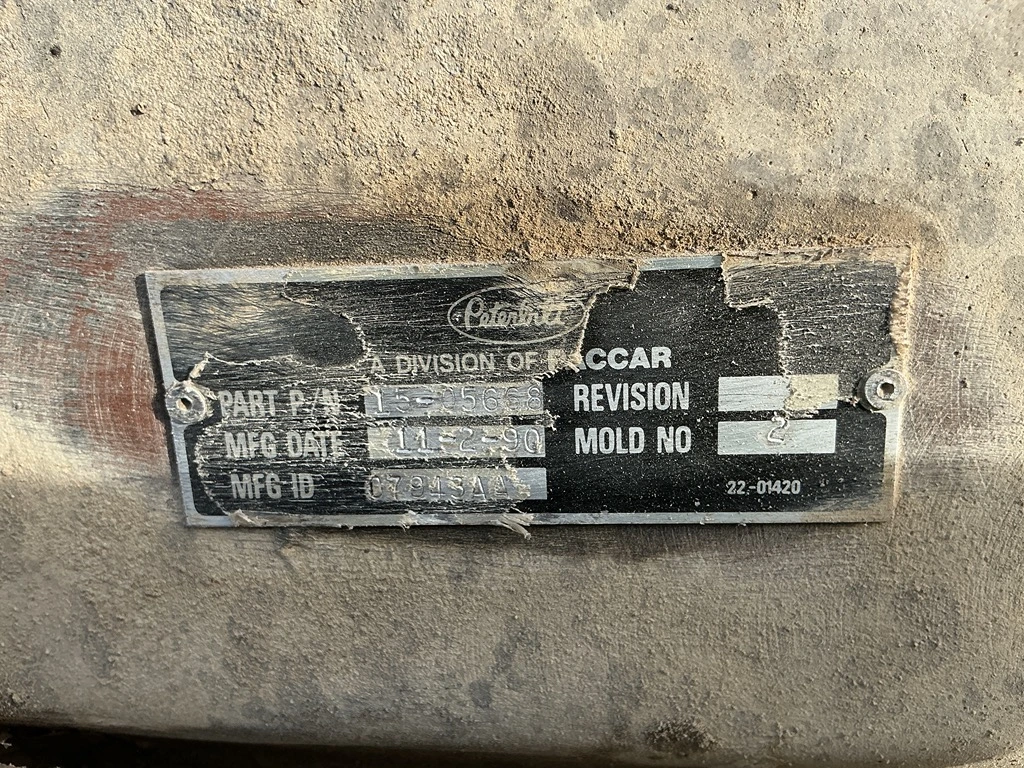 Peterbilt
A DIVISION OF PACCAR
PART P/N REVISION
MFG DATE 11-2-90 MOLD NO 2
MFG ID
22-01420